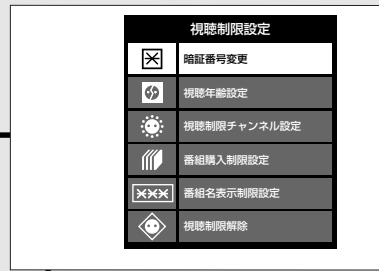 視聴制限設定
暗証番号変更
視聴年齢設定
視聴制限チャンネル設定
番組購入制限設定
番組名表示制限設定
視聴制限解除